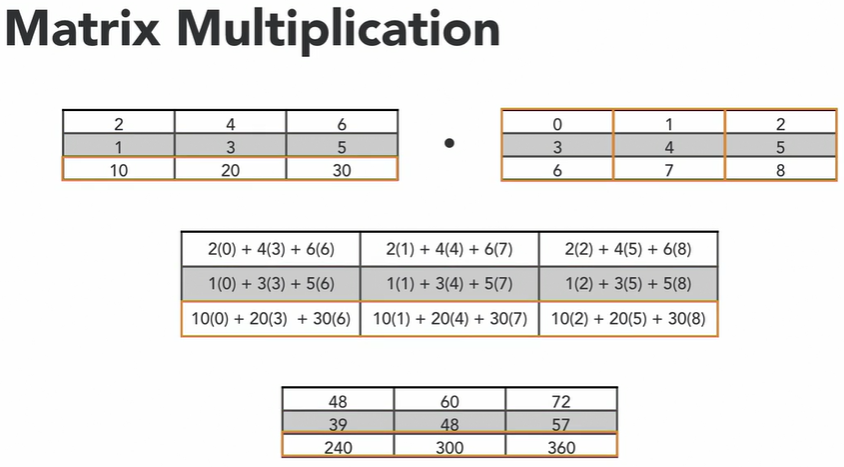 Matrix Multiplication
2 4 6
1 3 5
10 20 30
•
0 1 2
3 4 5
6 7 8
2(0) + 4(3) + 6(6) 2(1) + 4(4) + 6(7) 2(2) + 4(5) + 6(8)
1(0) + 3(3) + 5(6) 1(1) + 3(4) + 5(7) 1(2) + 3(5) + 5(8)
10(0) + 20(3) + 30(6) 10(1) + 20(4) + 30(7) 10(2) + 20(5) + 30(8)
48 60 72
39 48 57
240 300 360